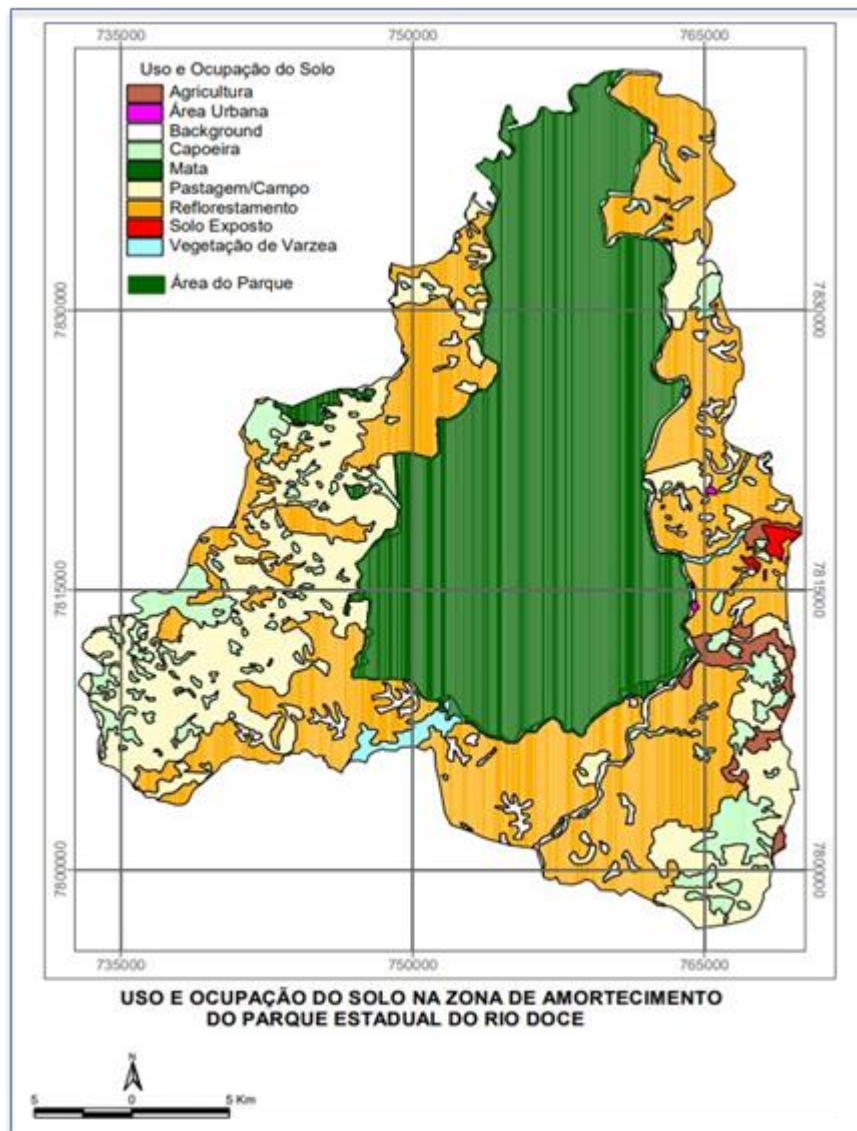 735000 750000 765000
Uso e Ocupação do Solo
Agricultura
Área Urbana
Background
Capoeira
Mata
Pastagem/Campo
Reflorestamento
Solo Exposto
Vegetação de Varzea
Área do Parque
7830000 7830000
7815000 7815000
7800000 7800000
735000 750000 765000
USO E OCUPAÇÃO DO SOLO NA ZONA DE AMORTECIMENTO
DO PARQUE ESTADUAL DO RIO DOCE
N
5 0 5 Km